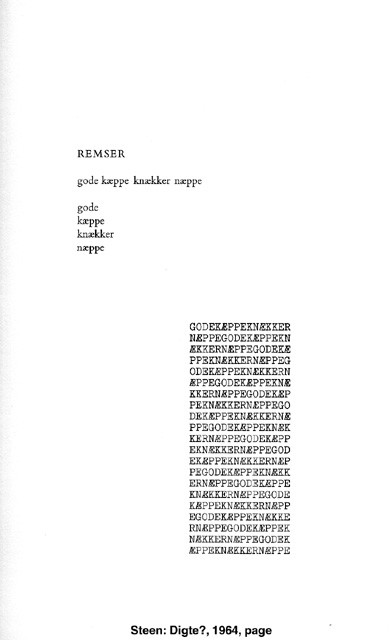 REMSER
gode kæppe knækker næppe
gode
kæppe
knækker
næppe
GODEKÆPPEKNÆKKER
NÆPPEGODEKÆPPEKN
ÆKKERNÆPPEGODEKÆ
PPEKNÆKKERNÆPPEG
ODEKÆPPEKNÆKKERN
ÆPPEGODEKÆPPEKNÆ
KKERNÆPPEGODEKÆP
PEKNÆKKERNÆPPEGO
DEKÆPPEKNÆKKERNÆ
PPEGODEKÆPPEKNÆK
KERNÆPPEGODEKÆPP
EKNÆKKERNÆPPEGOD
EKÆPPEKNÆKKERNÆP
PEGODEKÆPPEKNÆKK
ERNÆPPEGODEKÆPPE
KNÆKKERNÆPPEGODE
KÆPPEKNÆKKERNÆPP
EGODEKÆPPEKNÆKKE
RNÆPPEGODEKÆPPEK
NÆKKERNÆPPEGODEK
ÆPPEKNÆKKERNÆPPE
Steen: Digte?, 1964, page